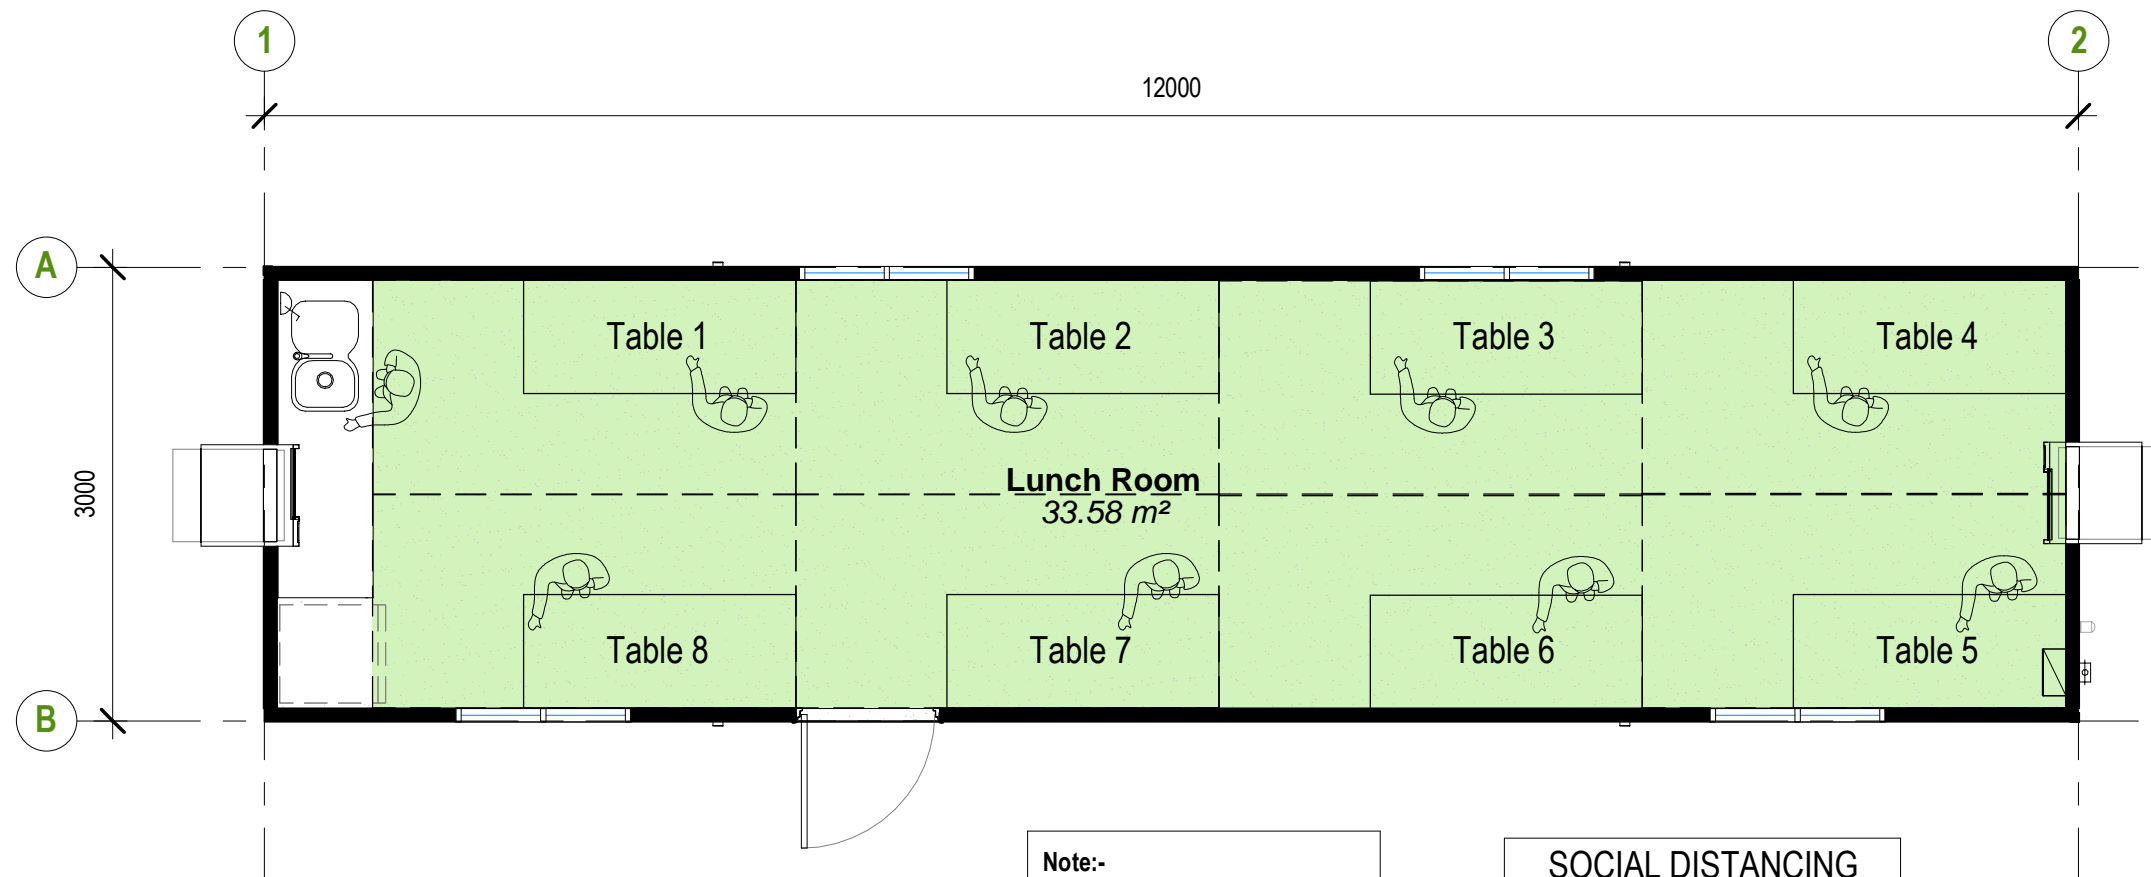 1
2
12000
A
Table 1
Table 2
Table 3
Table 4
3000
Lunch Room
33.58 m²
Table 8
Table 7
Table 6
Table 5
B
Note:-
SOCIAL DISTANCING